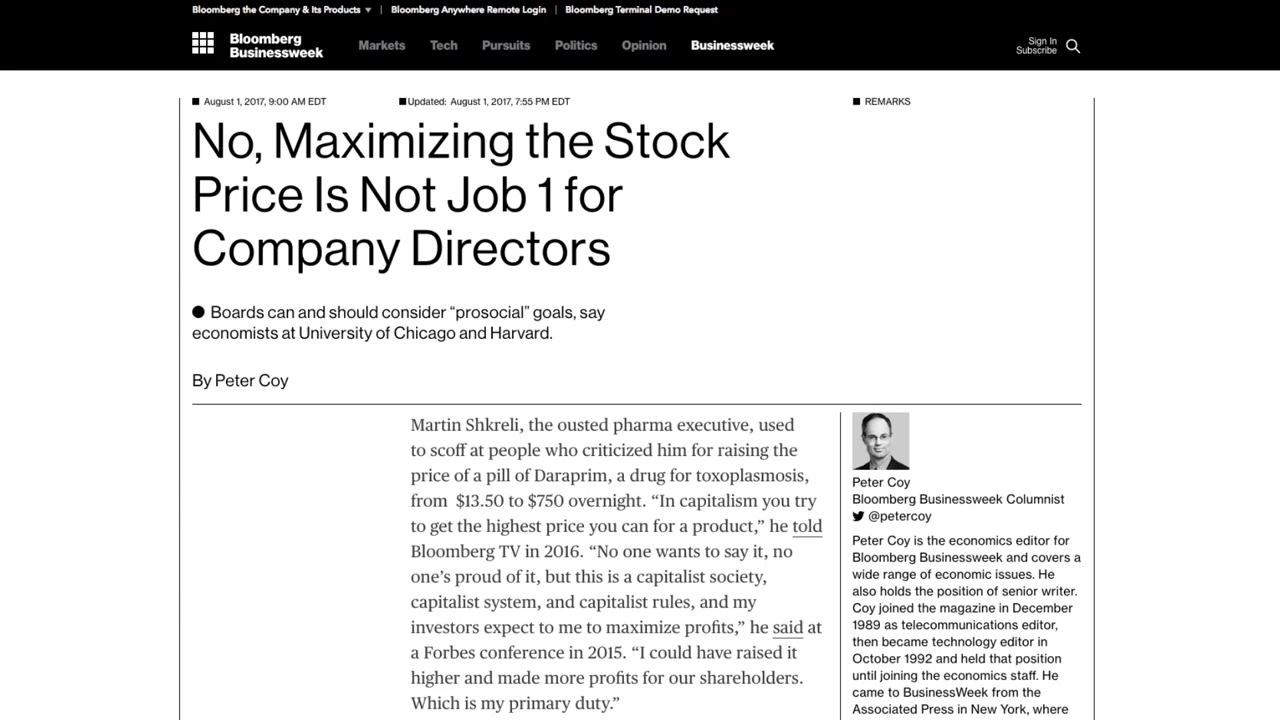 Bloomberg the Company & Its Products
Bloomberg Anywhere Remote Login
Bloomberg Terminal Demo Request
Bloomberg
Businessweek
Markets
Tech
Pursuits
Politics
Opinion
Businessweek
Sign In
Subscribe
August 1, 2017, 9:00 AM EDT
Updated: August 1, 2017, 7:55 PM EDT
REMARKS
No, Maximizing the Stock
Price Is Not Job 1 for
Company Directors
Boards can and should consider “prosocial” goals, say
economists at University of Chicago and Harvard.
By Peter Coy
Martin Shkreli, the ousted pharma executive, used
to scoff at people who criticized him for raising the
price of a pill of Daraprim, a drug for toxoplasmosis,
from $13.50 to $750 overnight. “In capitalism you try
to get the highest price you can for a product,” he told
Bloomberg TV in 2016. “No one wants to say it, no
one’s proud of it, but this is a capitalist society,
capitalist system, and capitalist rules, and my
investors expect to me to maximize profits,” he said at
a Forbes conference in 2015. “I could have raised it
higher and made more profits for our shareholders.
Which is my primary duty.”
Peter Coy
Bloomberg Businessweek Columnist
@petercoy
Peter Coy is the economics editor for
Bloomberg Businessweek and covers a
wide range of economic issues. He
also holds the position of senior writer.
Coy joined the magazine in December
1989 as telecommunications editor,
then became technology editor in
October 1992 and held that position
until joining the economics staff. He
came to BusinessWeek from the
Associated Press in New York, where